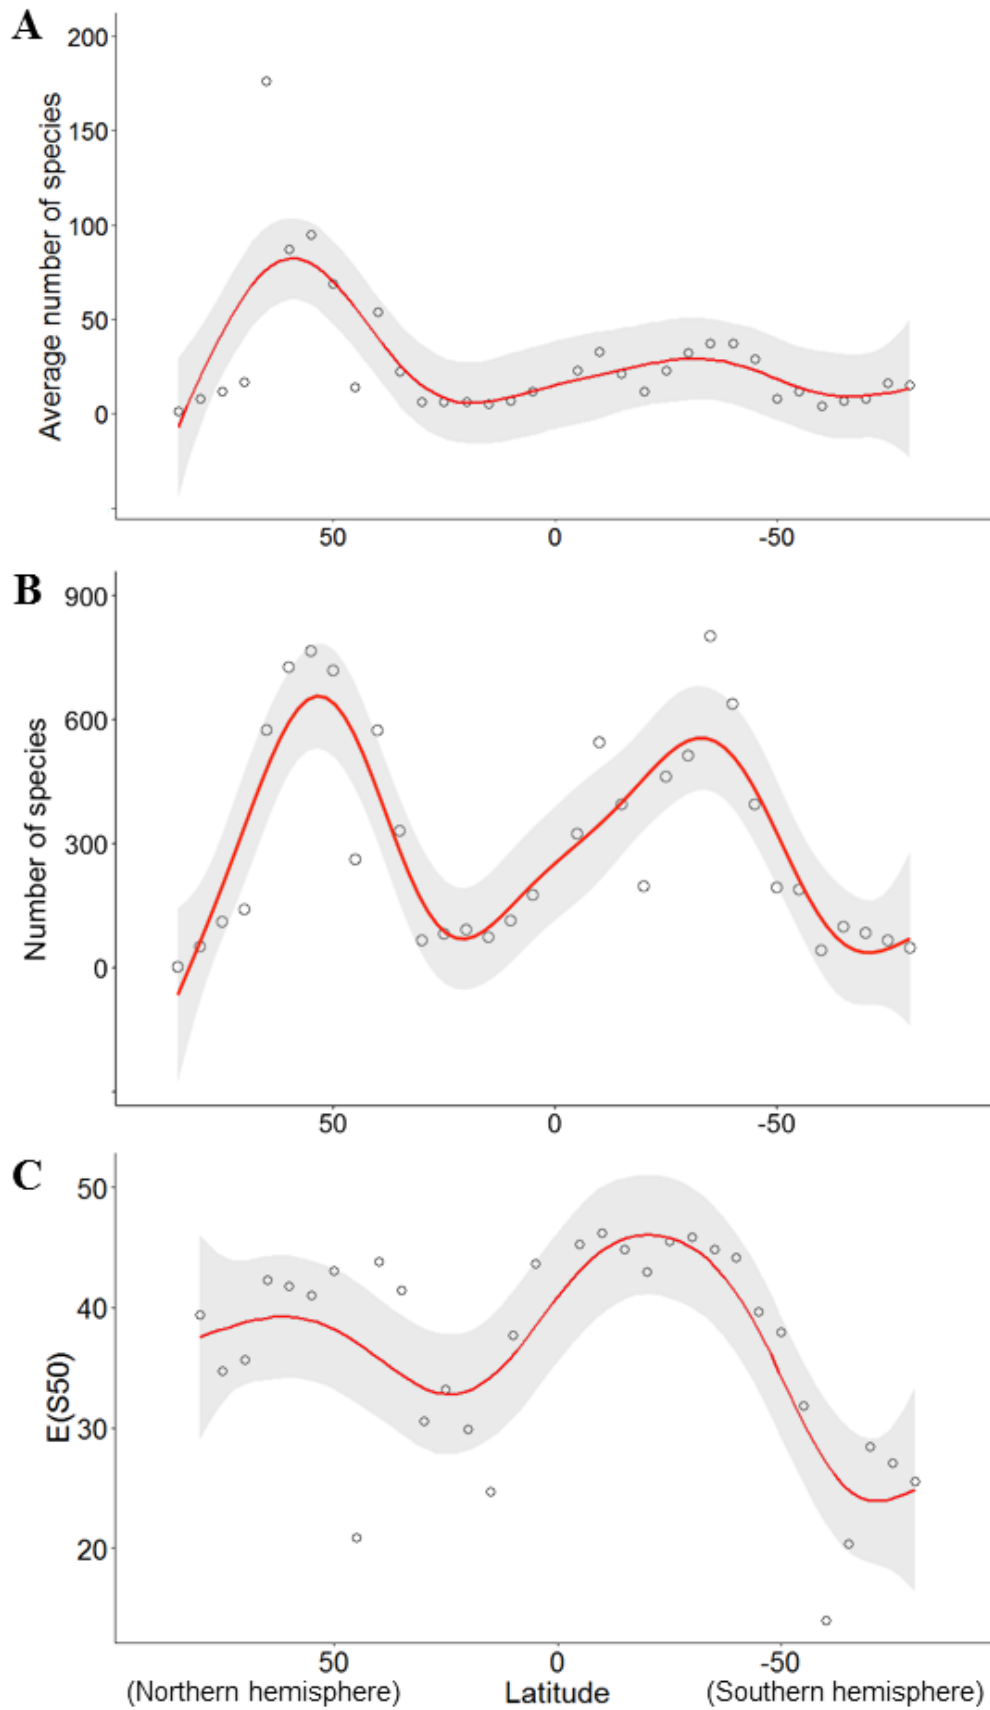 A
Average number of species
200
150
100
50
0
50 0 -50
B
Number of species
900
600
300
0
50 0 -50
C
E(S50)
50
40
30
20
50 0 -50
(Northern hemisphere) Latitude (Southern hemisphere)